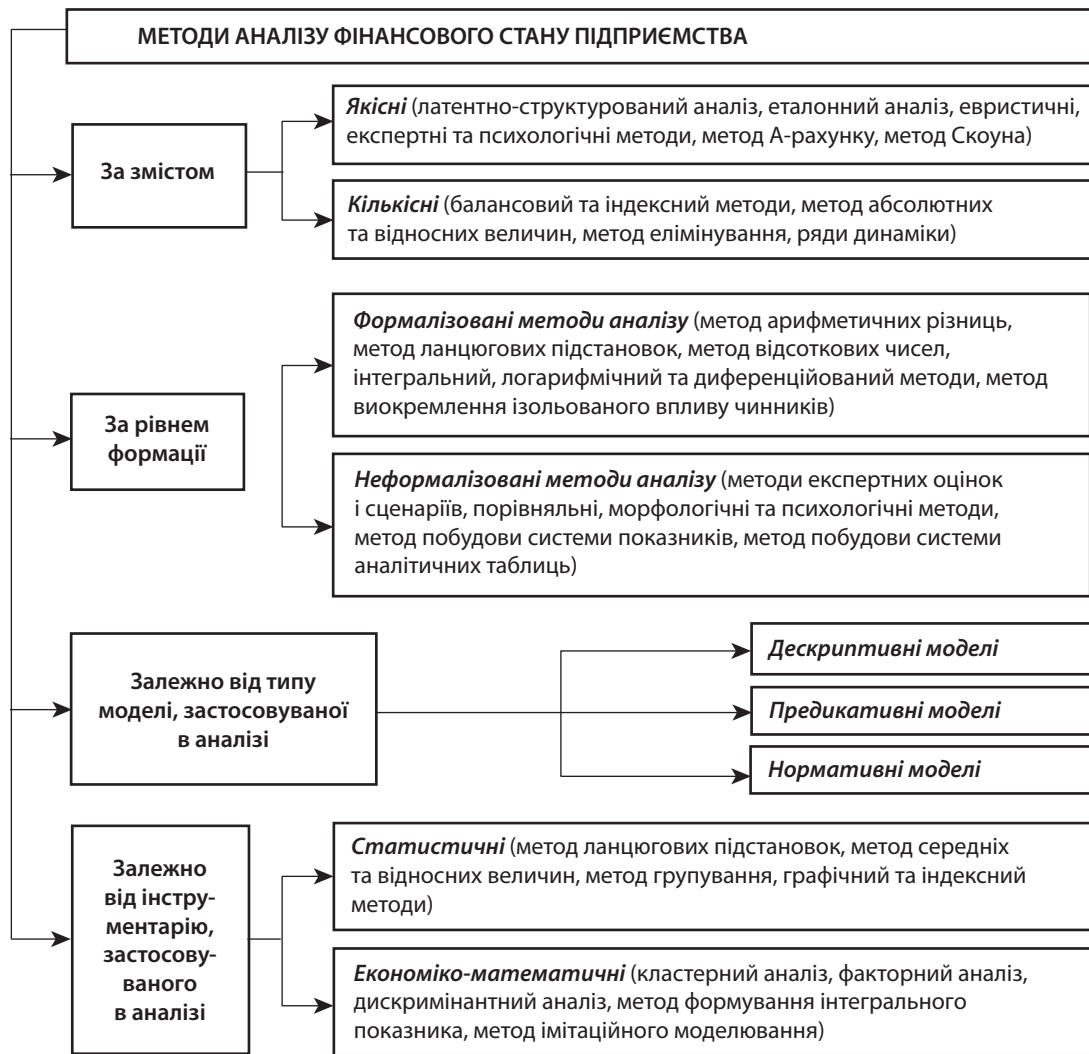 МЕТОДИ АНАЛІЗУ ФІНАНСОВОГО СТАНУ ПІДПРИЄМСТВА
За змістом
Якісні (латентно-структурований аналіз, еталонний аналіз, евристичні,
експертні та психологічні методи, метод А-рахунку, метод Скоуна)
Кількісні (балансовий та індексний методи, метод абсолютних
та відносних величин, метод елімінування, ряди динаміки)
За рівнем
формації
Формалізовані методи аналізу (метод арифметичних різниць,
метод ланцюгових підстановок, метод відсоткових чисел,
інтегральний, логарифмічний та диференційований методи, метод
виокремлення ізольованого впливу чинників)
Неформалізовані методи аналізу (методи експертних оцінок
і сценаріїв, порівняльні, морфологічні та психологічні методи,
метод побудови системи показників, метод побудови системи
аналітичних таблиць)
Залежно від типу
моделі, застосовуваної
в аналізі
Дескриптивні моделі
Предикативні моделі
Нормативні моделі
Залежно
від інстру-
ментарію,
застосову-
ваного
в аналізі
Статистичні (метод ланцюгових підстановок, метод середніх
та відносних величин, метод групування, графічний та індексний
методи)
Економіко-математичні (кластерний аналіз, факторний аналіз,
дискримінантний аналіз, метод формування інтегрального
показника, метод імітаційного моделювання)